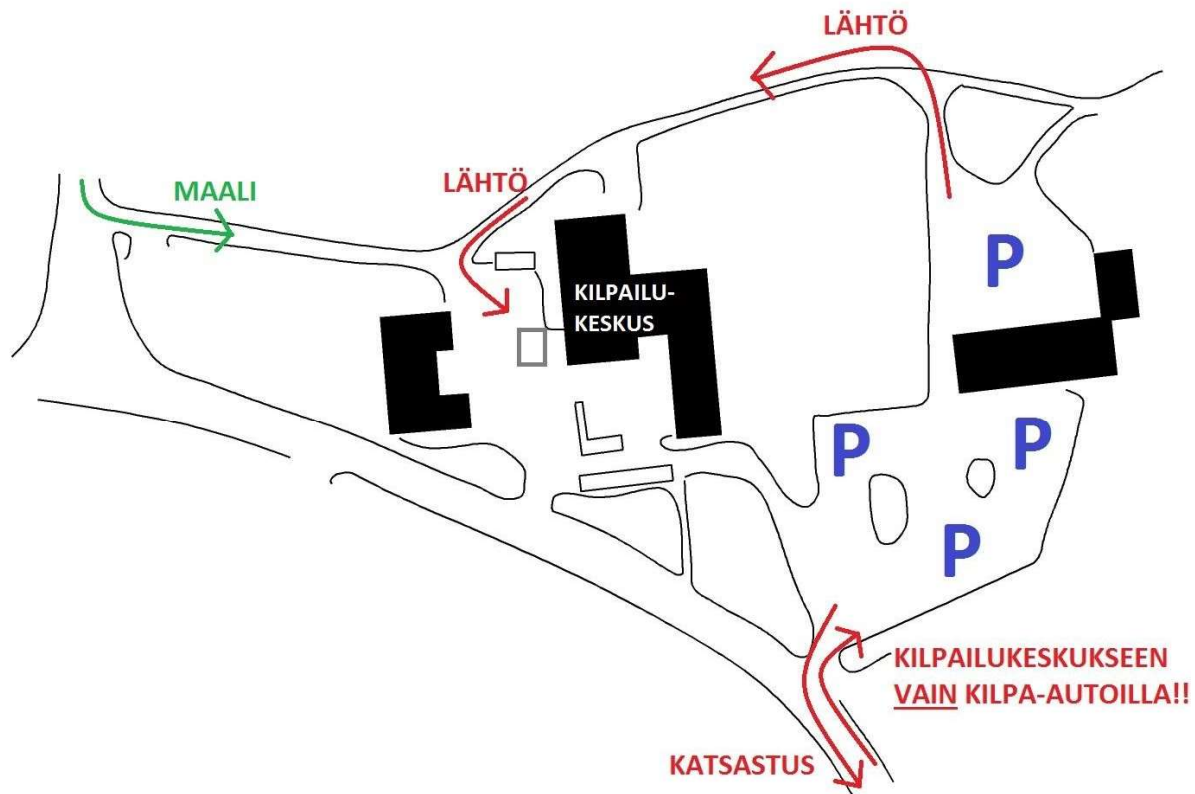 LÄHTÖ
MAALI
LÄHTÖ
P
KILPAILU-
KESKUS
P
P
P
KILPAILUKESKUKSEEN
VAIN KILPA-AUTOILLA!!
KATSASTUS